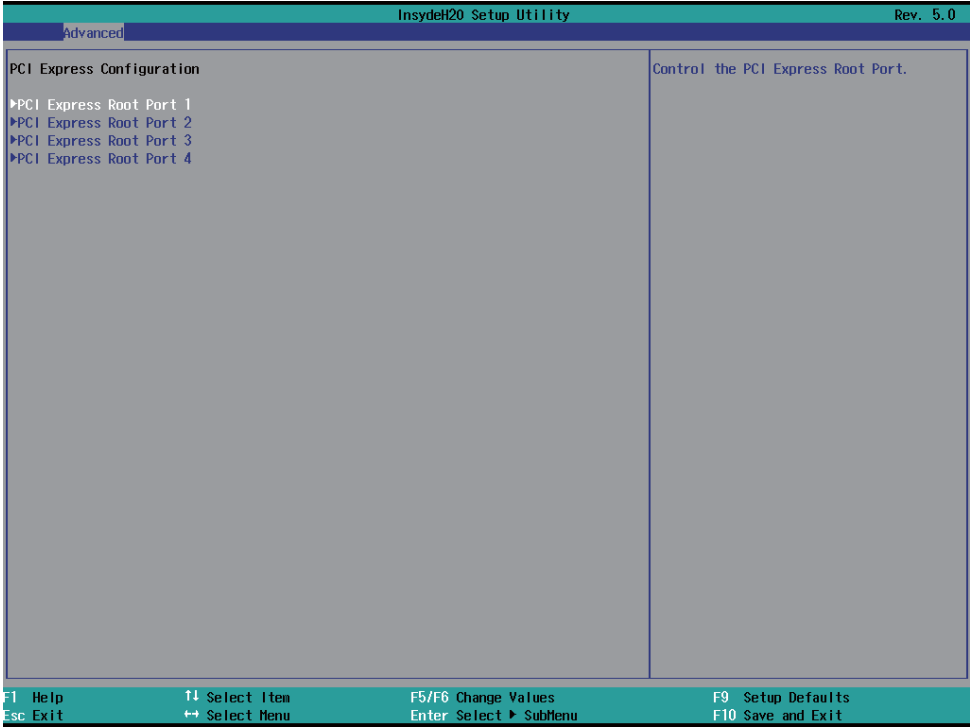 InsydeH20 Setup Utility Rev. 5.0
Advanced
PCI Express Configuration
Control the PCI Express Root Port.
▶PCI Express Root Port 1
▶PCI Express Root Port 2
▶PCI Express Root Port 3
▶PCI Express Root Port 4
F1 Help ↑↓ Select Item F5/F6 Change Values F9 Setup Defaults
Esc Exit ←→ Select Menu Enter Select ▶ SubMenu F10 Save and Exit